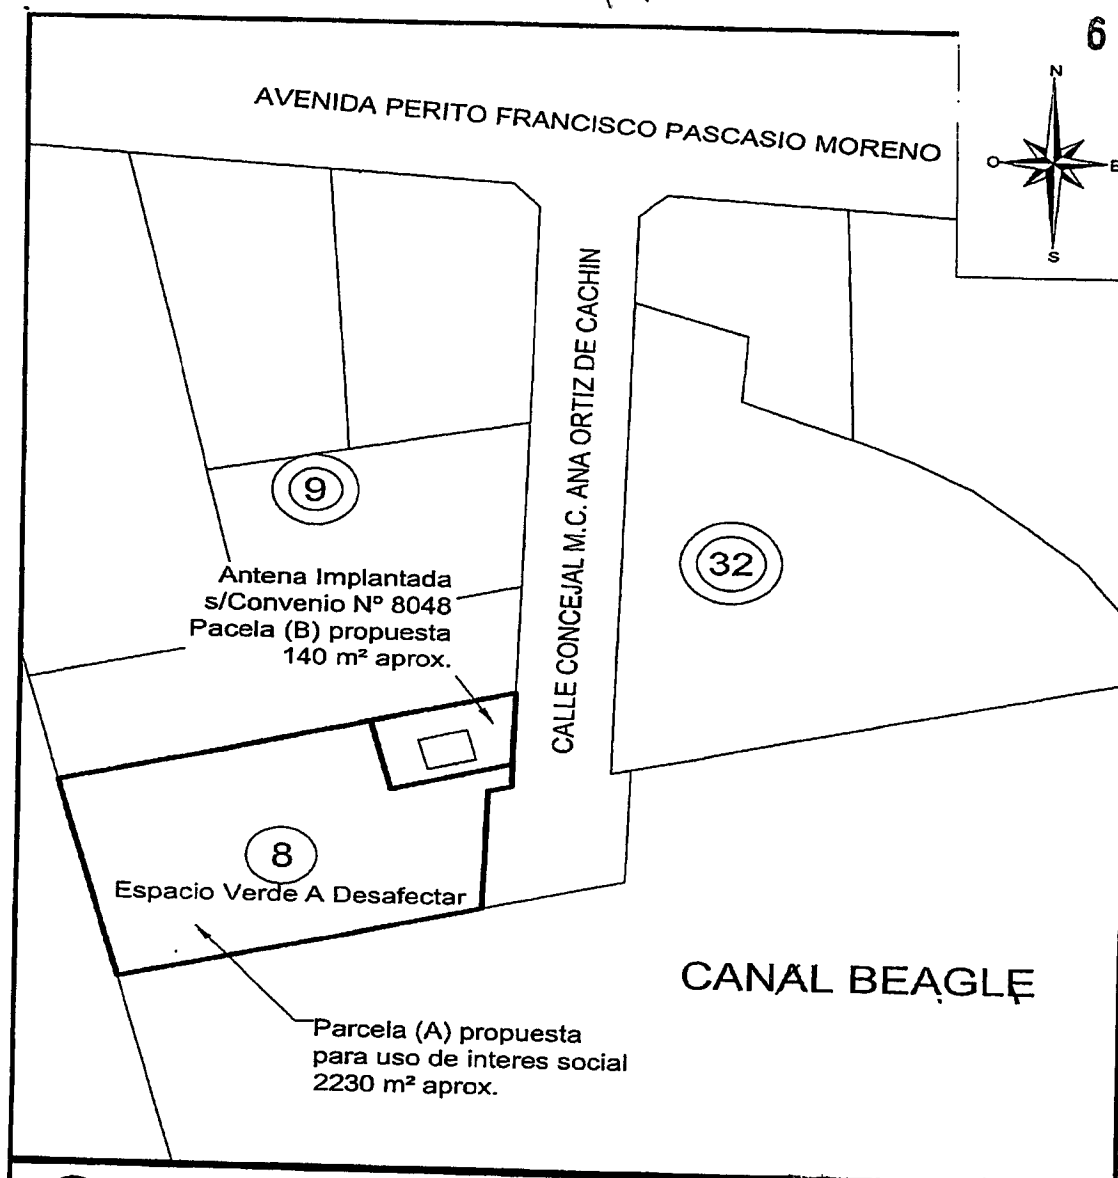 6
N
O
E
S
AVENIDA PERITO FRANCISCO PASCASIO MORENO
CALLE CONCEJAL M.C. ANA ORTIZ DE CACHIN
9
32
Antena Implantada
s/Convenio Nº 8048
Pacela (B) propuesta
140 m² aprox.
8
Espacio Verde A Desafectar
CANAL BEAGLE
Parcela (A) propuesta
para uso de interes social
2230 m² aprox.